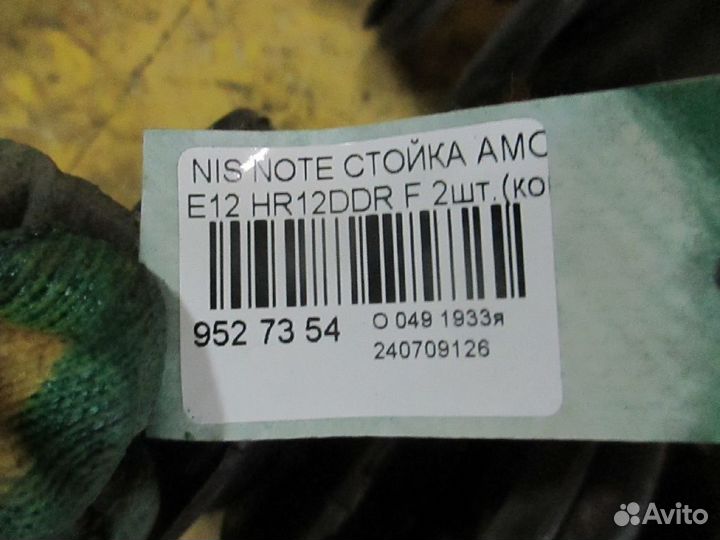 NIS NOTE СТОЙКА АМО
E12 HR12DDR F 2шт.(ко
952 73 54
О 049 1933я
240709126
Avito